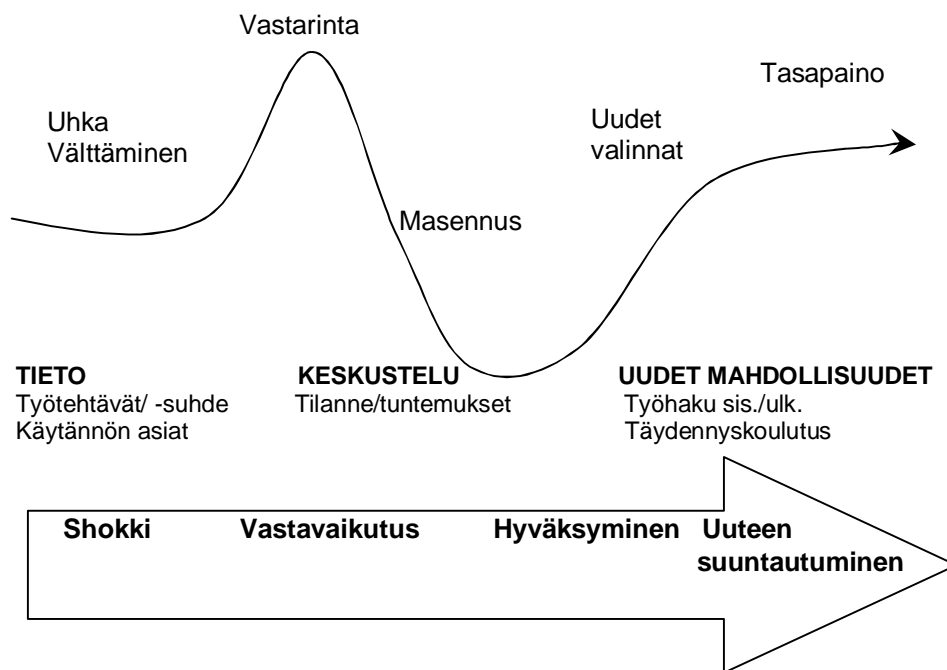 Vastarinta
Tasapaino
Uhka
Välttäminen
Uudet
valinnat
Masennus
TIETO
Työtehtävät/ -suhde
Käytännön asiat
KESKUSTELU
Tilanne/tuntemukset
UUDET MAHDOLLISUUDET
Työhaku sis./ulk.
Täydennyskoulutus
Shokki
Vastavaikutus
Hyväksyminen
Uuteen
suuntautuminen